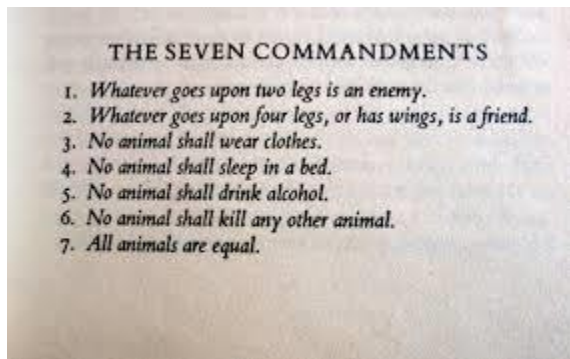 THE SEVEN COMMANDMENTS
1. Whatever goes upon two legs is an enemy.
2. Whatever goes upon four legs, or has wings, is a friend.
3. No animal shall wear clothes.
4. No animal shall sleep in a bed.
5. No animal shall drink alcohol.
6. No animal shall kill any other animal.
7. All animals are equal.